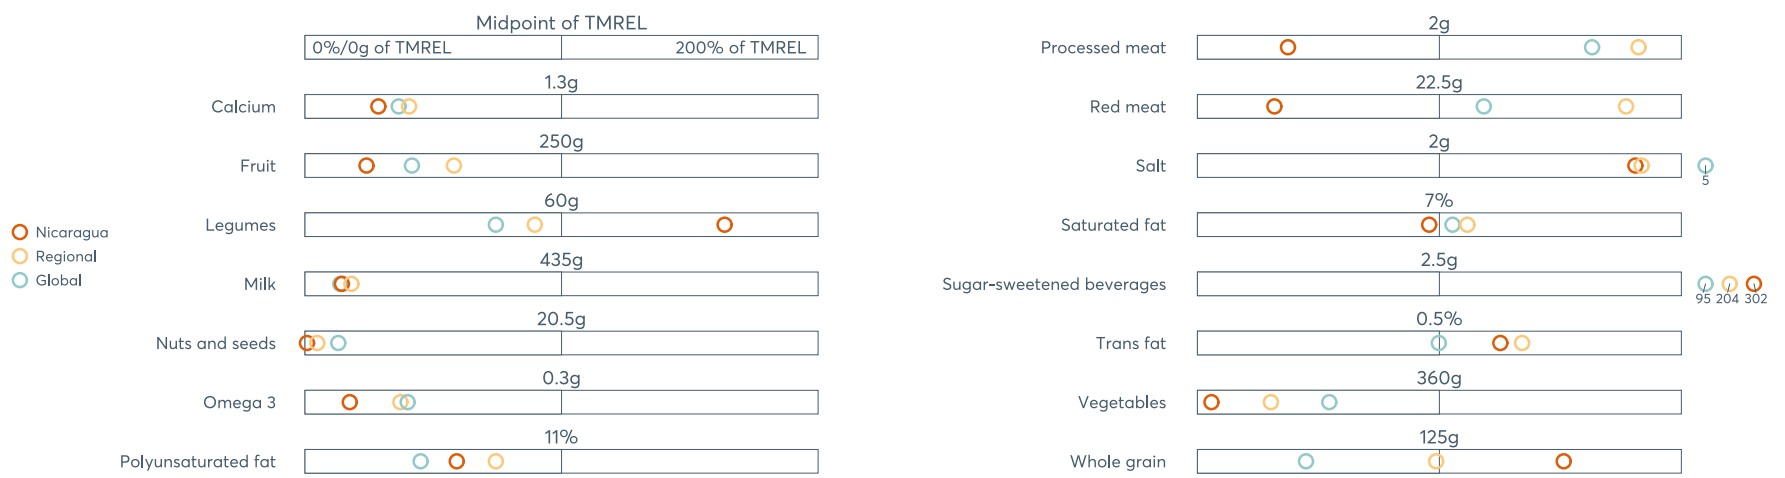 Midpoint of TMREL
0%/0g of TMREL 200% of TMREL
1.3g
Calcium
250g
Fruit
60g
Legumes
435g
Milk
20.5g
Nuts and seeds
0.3g
Omega 3
11%
Polyunsaturated fat
Nicaragua
Regional
Global
2g
Processed meat
22.5g
Red meat
2g
Salt
5
7%
Saturated fat
2.5g
Sugar-sweetened beverages
95 204 302
0.5%
Trans fat
360g
Vegetables
125g
Whole grain